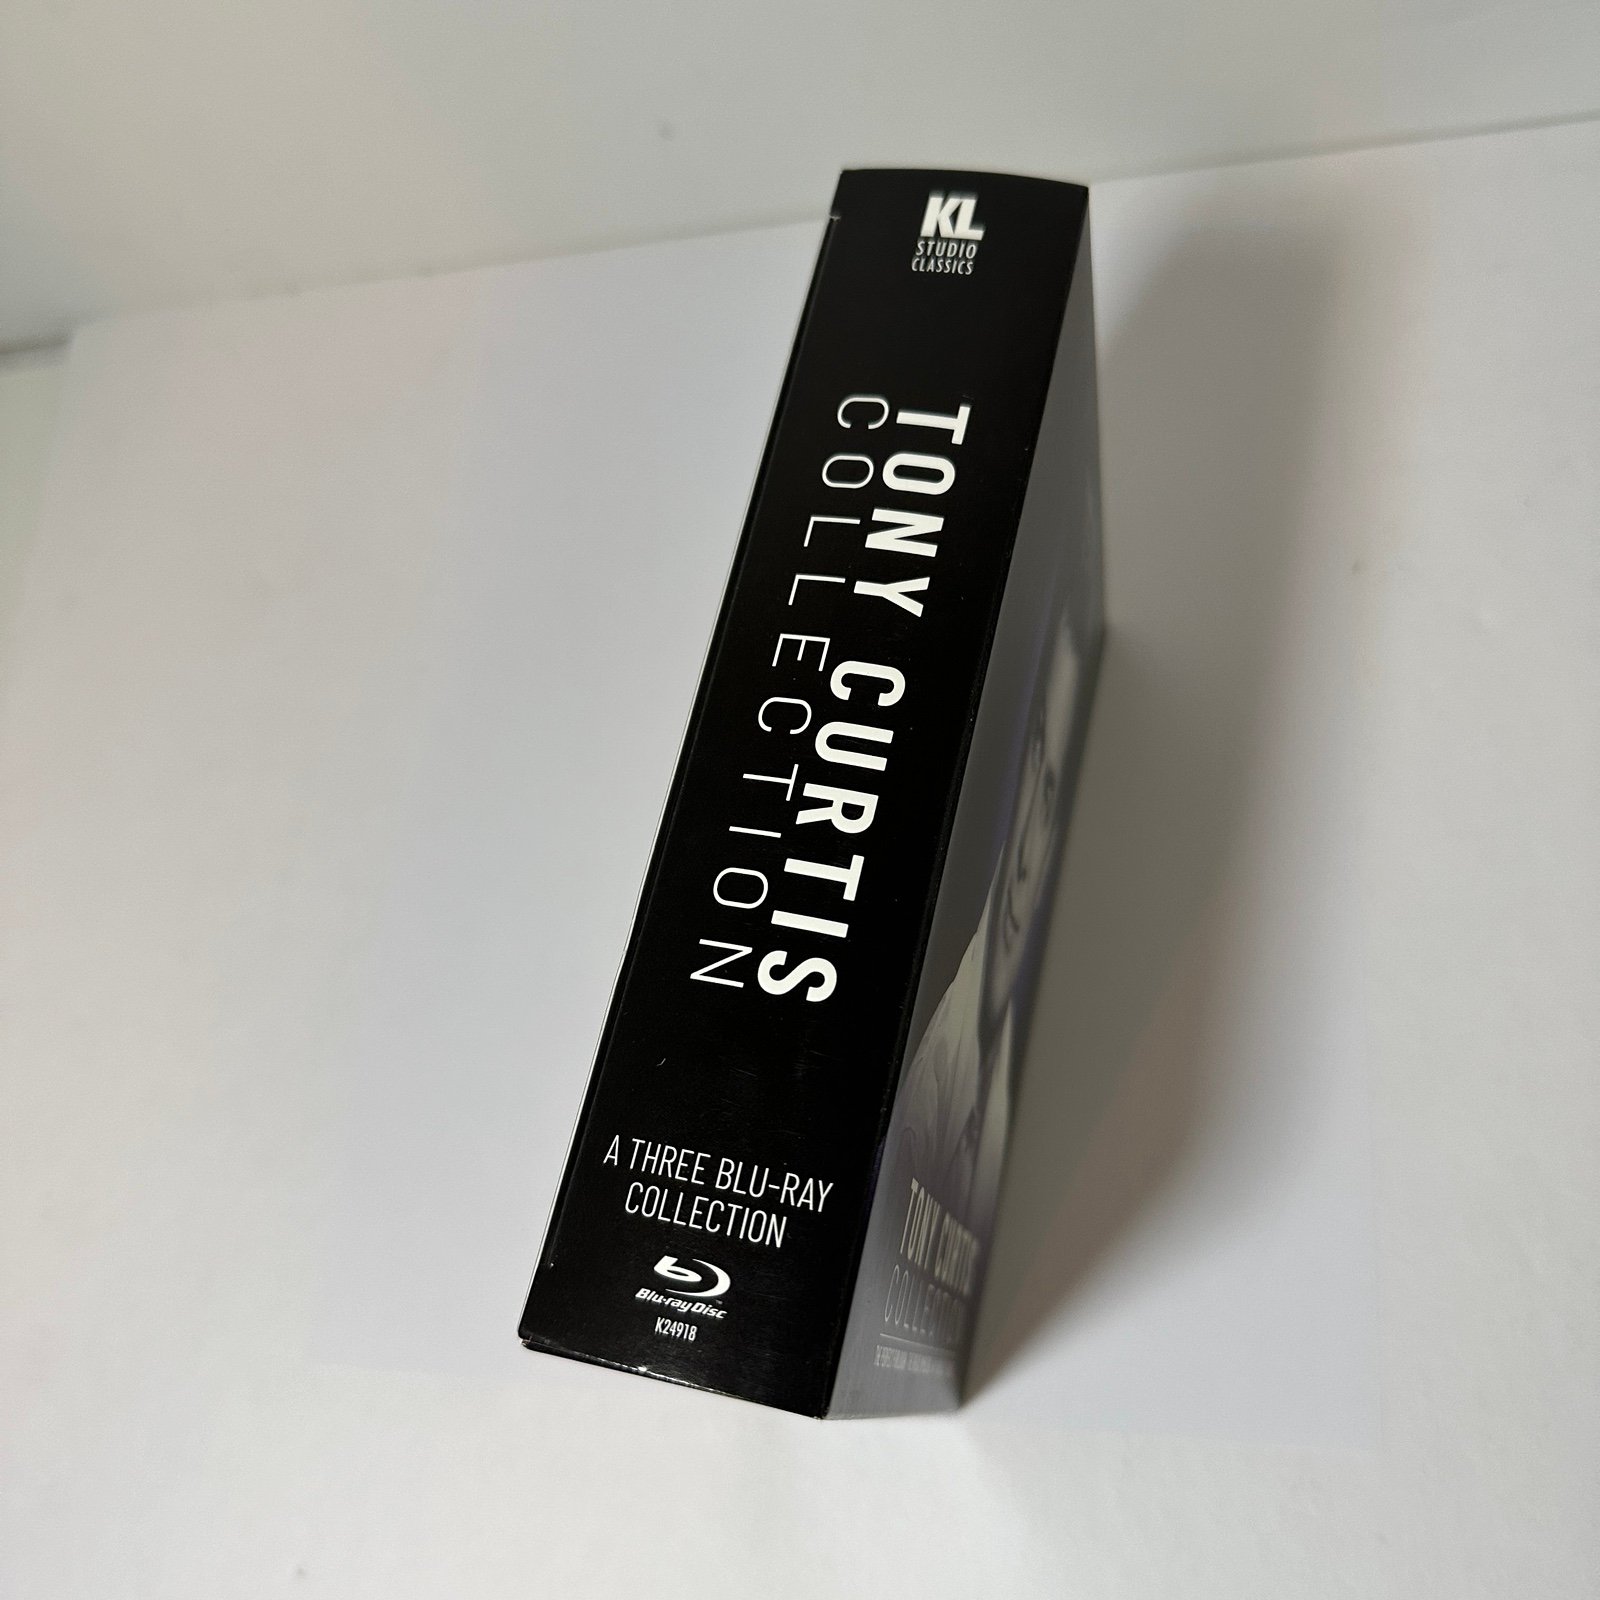 KL
STUDIO
CLASSICS
TONY CURTIS
COLLECTION
A THREE BLU-RAY
COLLECTION
Blu-ray Disc
K24918
TONY CURTIS
COLLECTION